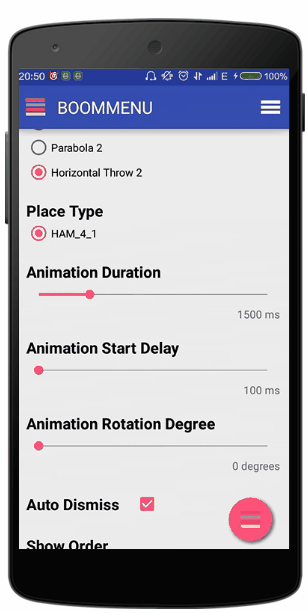 20:50 E 100%
BOOMMENU
Parabola 2
Horizontal Throw 2
Place Type
HAM_4_1
Animation Duration
1500 ms
Animation Start Delay
100 ms
Animation Rotation Degree
0 degrees
Auto Dismiss
Show Order